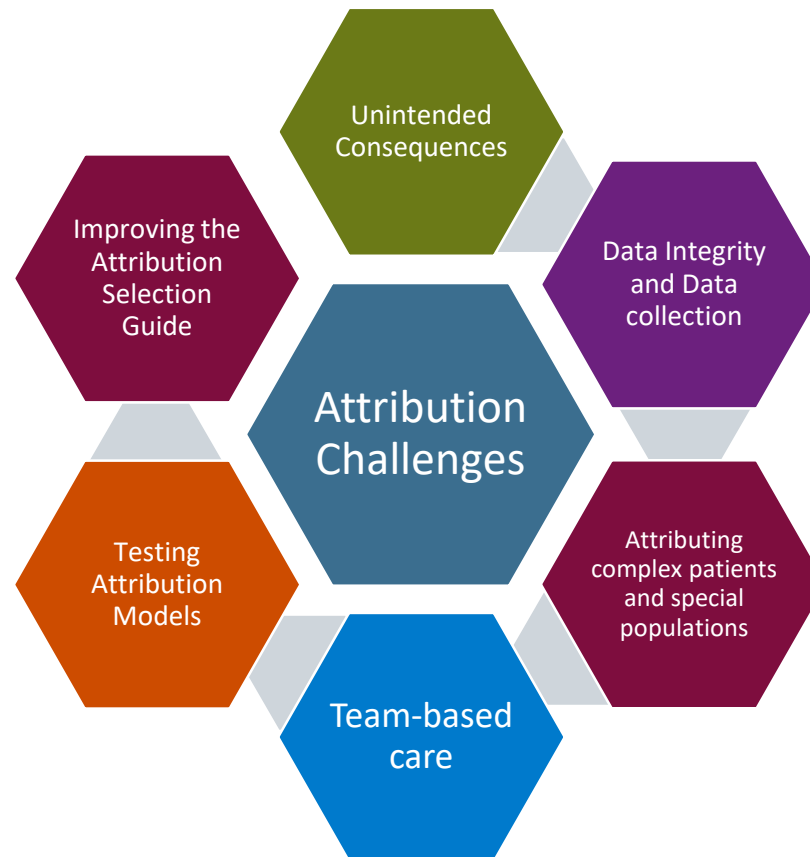 Unintended
Consequences
Improving the
Attribution
Selection
Guide
Data Integrity
and Data
collection
Attribution
Challenges
Testing
Attribution
Models
Attributing
complex patients
and special
populations
Team-based
care